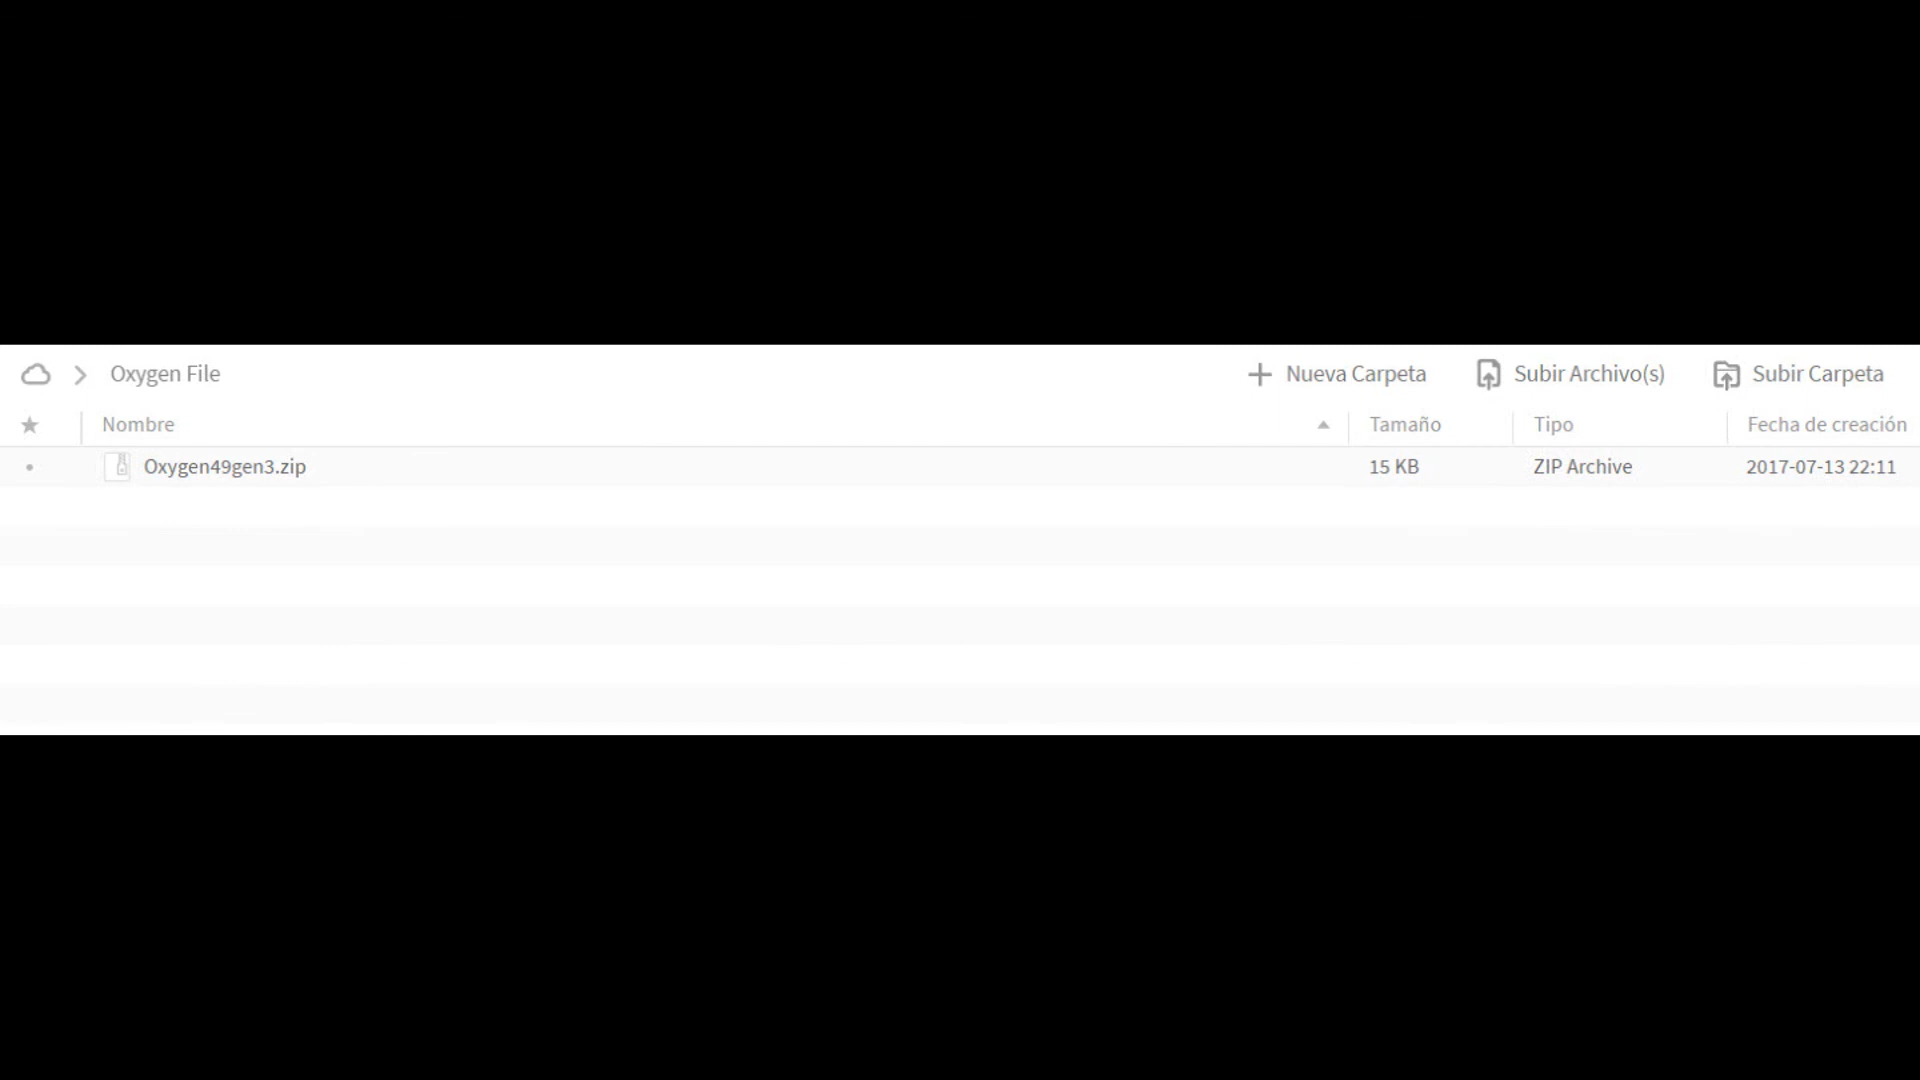 Oxygen File
Nueva Carpeta Subir Archivo(s) Subir Carpeta
Nombre Tamaño Tipo Fecha de creación
Oxygen49gen3.zip 15 KB ZIP Archive 2017-07-13 22:11